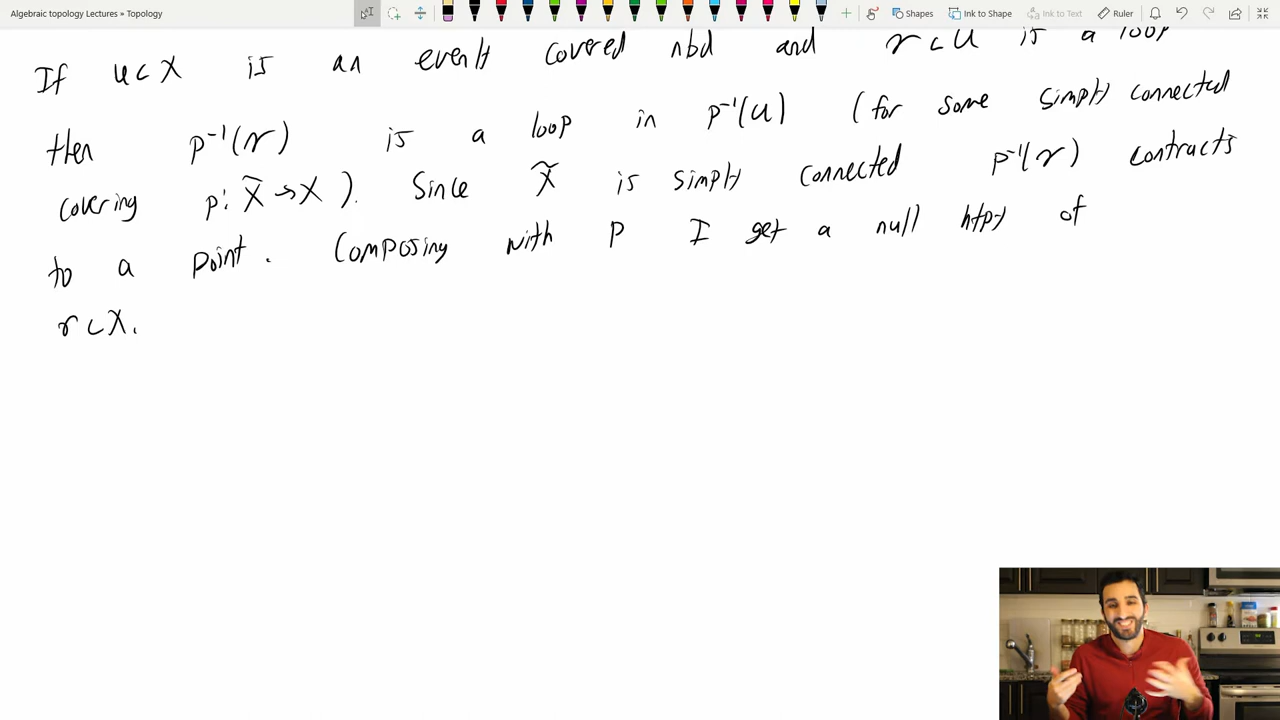 Algebraic topology Lectures - Topology
Shapes
Ink to Shape
Ink to Text
Ruler
If U ⊂ X is an evenly covered nbd and γ ⊂ U is a loop
then p⁻¹(γ) is a loop in p⁻¹(U) (for some simply connected
covering p: X̃ → X ). Since X̃ is simply connected p⁻¹(γ) contracts
to a point. Composing with p I get a null htpy of
γ ⊂ X.